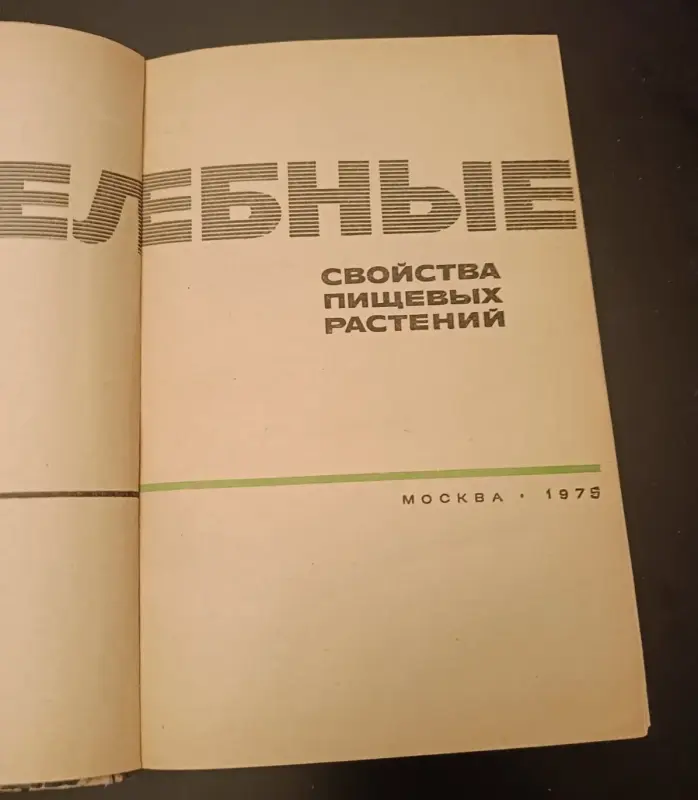 ЕЛЕБНЫЕ
СВОЙСТВА
ПИЩЕВЫХ
РАСТЕНИЙ
МОСКВА • 1975